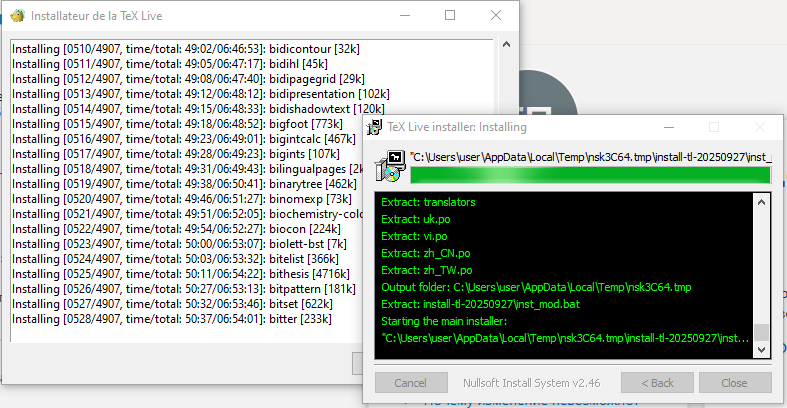 Installateur de la TeX Live
Installing [0510/4907, time/total: 49:02/06:46:53]: bidicontour [32k]
Installing [0511/4907, time/total: 49:05/06:47:17]: bidihl [45k]
Installing [0512/4907, time/total: 49:08/06:47:40]: bidipagegrid [29k]
Installing [0513/4907, time/total: 49:12/06:48:12]: bidipresentation [102k]
Installing [0514/4907, time/total: 49:15/06:48:33]: bidishadowtext [120k]
Installing [0515/4907, time/total: 49:18/06:48:52]: bigfoot [773k]
Installing [0516/4907, time/total: 49:23/06:49:01]: bigintcalc [467k]
Installing [0517/4907, time/total: 49:28/06:49:23]: bigints [107k]
Installing [0518/4907, time/total: 49:31/06:49:43]: bilingualpages [2
Installing [0519/4907, time/total: 49:38/06:50:41]: binarytree [462k]
Installing [0520/4907, time/total: 49:46/06:51:27]: binomexp [73k]
Installing [0521/4907, time/total: 49:51/06:52:05]: biochemistry-colo
Installing [0522/4907, time/total: 49:54/06:52:27]: biocon [224k]
Installing [0523/4907, time/total: 50:00/06:53:07]: biolett-bst [7k]
Installing [0524/4907, time/total: 50:03/06:53:32]: bitelist [366k]
Installing [0525/4907, time/total: 50:11/06:54:22]: bithesis [4716k]
Installing [0526/4907, time/total: 50:27/06:53:13]: bitpattern [181k]
Installing [0527/4907, time/total: 50:32/06:53:46]: bitset [622k]
Installing [0528/4907, time/total: 50:37/06:54:01]: bitter [233k]
TeX Live installer: Installing
"C:\Users\user\AppData\Local\Temp\nsk3C64.tmp\install-tl-20250927\inst_
Extract: translators
Extract: uk.po
Extract: vi.po
Extract: zh_CN.po
Extract: zh_TW.po
Output folder: C:\Users\user\AppData\Local\Temp\nsk3C64.tmp
Extract: install-tl-20250927\inst_mod.bat
Starting the main installer:
"C:\Users\user\AppData\Local\Temp\nsk3C64.tmp\install-tl-20250927\inst...
Cancel
Nullsoft Install System v2.46
< Back
Close